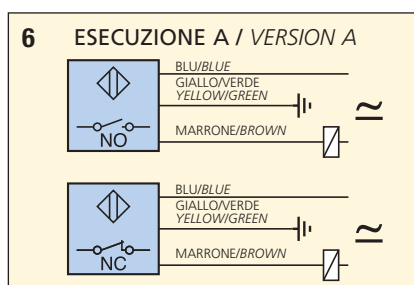 6 ESECUZIONE A / VERSION A
BLU/BLUE
GIALLO/VERDE
YELLOW/GREEN
MARRONE/BROWN
NO
BLU/BLUE
GIALLO/VERDE
YELLOW/GREEN
MARRONE/BROWN
NC